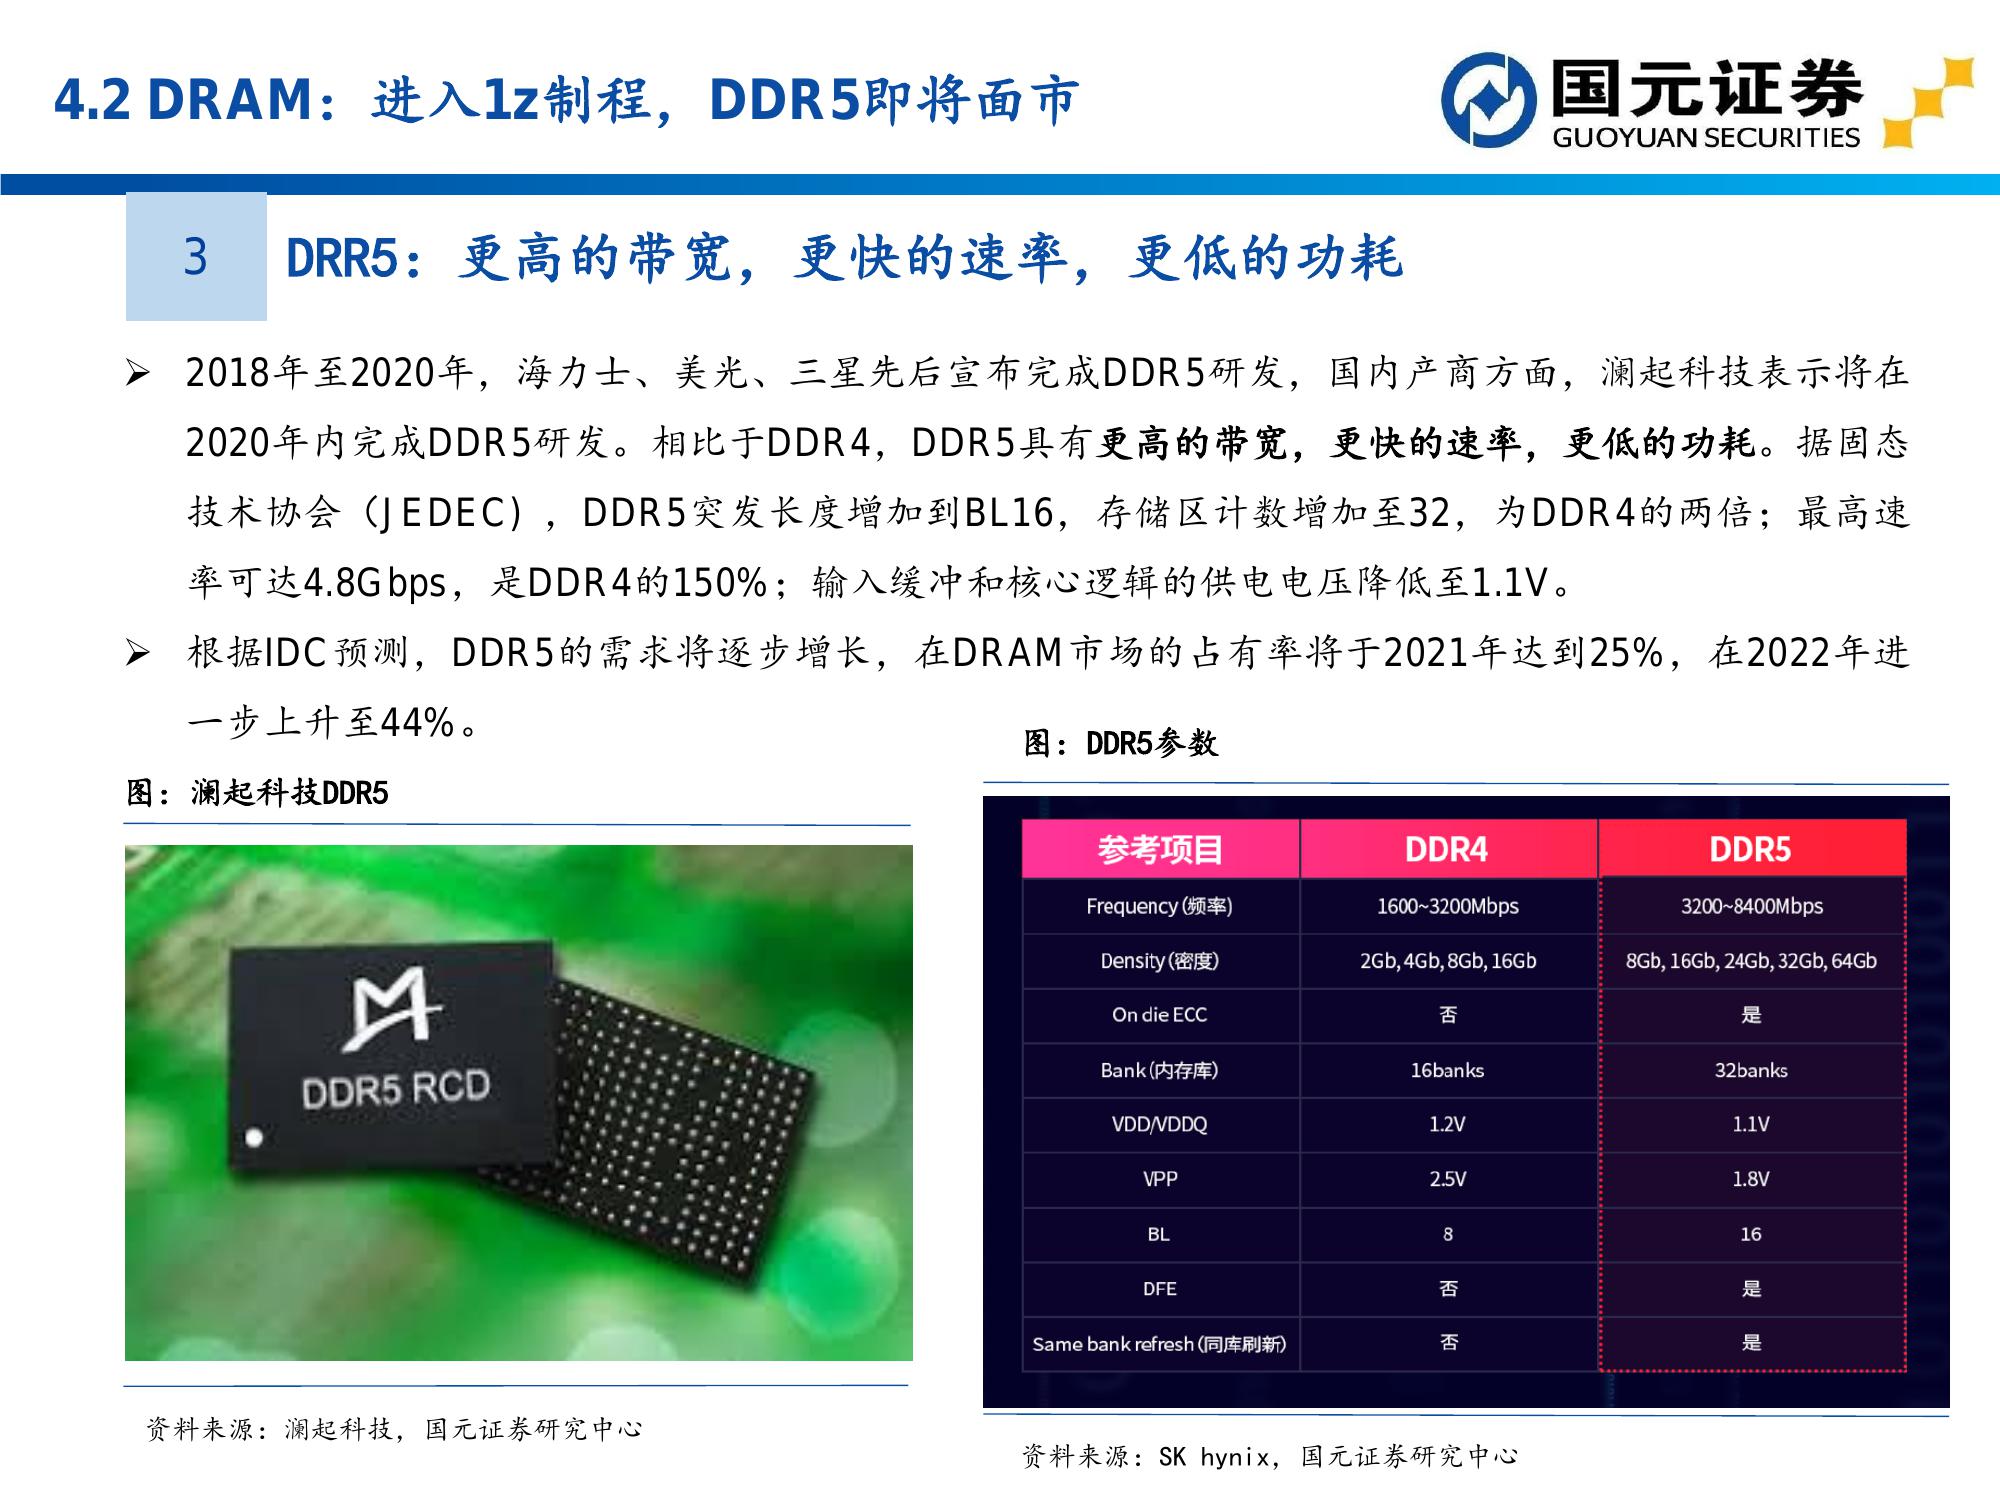 4.2 DRAM：进入1z制程，DDR5即将面市
国元证券
GUOYUAN SECURITIES
3
DRR5：更高的带宽，更快的速率，更低的功耗
➢ 2018年至2020年，海力士、美光、三星先后宣布完成DDR5研发，国内产商方面，澜起科技表示将在
2020年内完成DDR5研发。相比于DDR4，DDR5具有更高的带宽，更快的速率，更低的功耗。据固态
技术协会（JEDEC），DDR5突发长度增加到BL16，存储区计数增加至32，为DDR4的两倍；最高速
率可达4.8Gbps，是DDR4的150%；输入缓冲和核心逻辑的供电电压降低至1.1V。
➢ 根据IDC预测，DDR5的需求将逐步增长，在DRAM市场的占有率将于2021年达到25%，在2022年进
一步上升至44%。
图：澜起科技DDR5
DDR5 RCD
资料来源：澜起科技，国元证券研究中心
图：DDR5参数
参考项目 DDR4 DDR5
Frequency(频率) 1600~3200Mbps 3200~8400Mbps
Density(密度) 2Gb, 4Gb, 8Gb, 16Gb 8Gb, 16Gb, 24Gb, 32Gb, 64Gb
On die ECC 否 是
Bank(内存库) 16banks 32banks
VDD/VDDQ 1.2V 1.1V
VPP 2.5V 1.8V
BL 8 16
DFE 否 是
Same bank refresh(同库刷新) 否 是
资料来源：SK hynix，国元证券研究中心